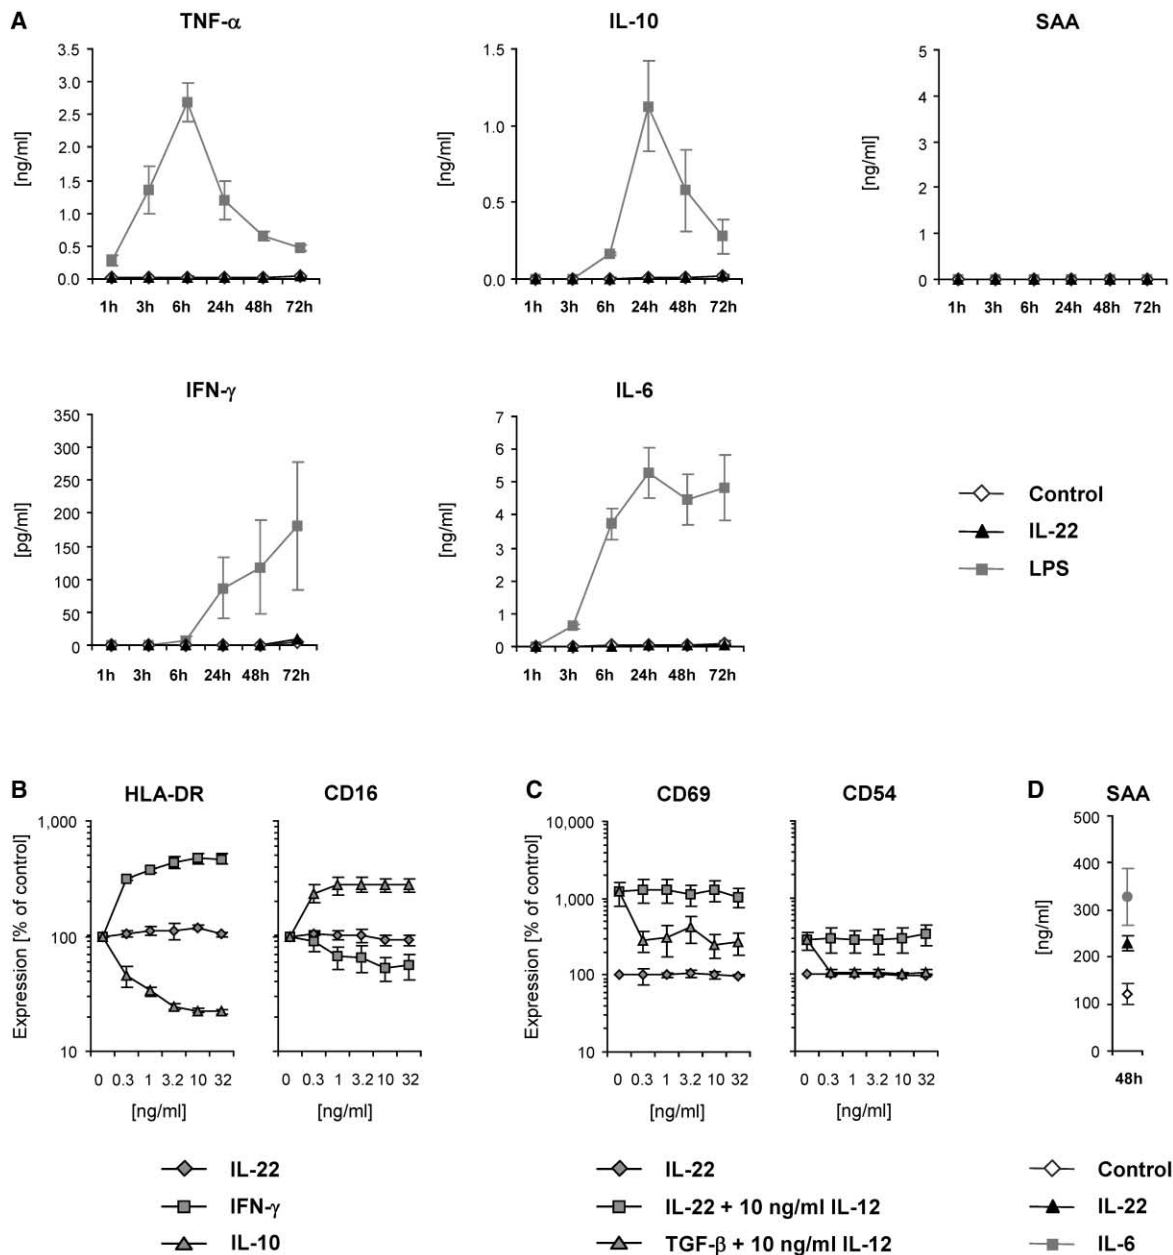 A
TNF-α
IL-10
SAA
3.5
3.0
2.5
2.0
1.5
1.0
0.5
0.0
[ng/ml]
1h 3h 6h 24h 48h 72h
1.5
1.0
0.5
0.0
[ng/ml]
1h 3h 6h 24h 48h 72h
5
4
3
2
1
0
[ng/ml]
1h 3h 6h 24h 48h 72h
IFN-γ
IL-6
350
300
250
200
150
100
50
0
[pg/ml]
1h 3h 6h 24h 48h 72h
7
6
5
4
3
2
1
0
[ng/ml]
1h 3h 6h 24h 48h 72h
Control
IL-22
LPS
B
HLA-DR
CD16
1,000
100
10
Expression [% of control]
0 0.3 1 3.2 10 32
[ng/ml]
0 0.3 1 3.2 10 32
[ng/ml]
IL-22
IFN-γ
IL-10
C
CD69
CD54
10,000
1,000
100
10
Expression [% of control]
0 0.3 1 3.2 10 32
[ng/ml]
0 0.3 1 3.2 10 32
[ng/ml]
IL-22
IL-22 + 10 ng/ml IL-12
TGF-β + 10 ng/ml IL-12
D
SAA
500
400
300
200
100
0
[ng/ml]
48h
Control
IL-22
IL-6